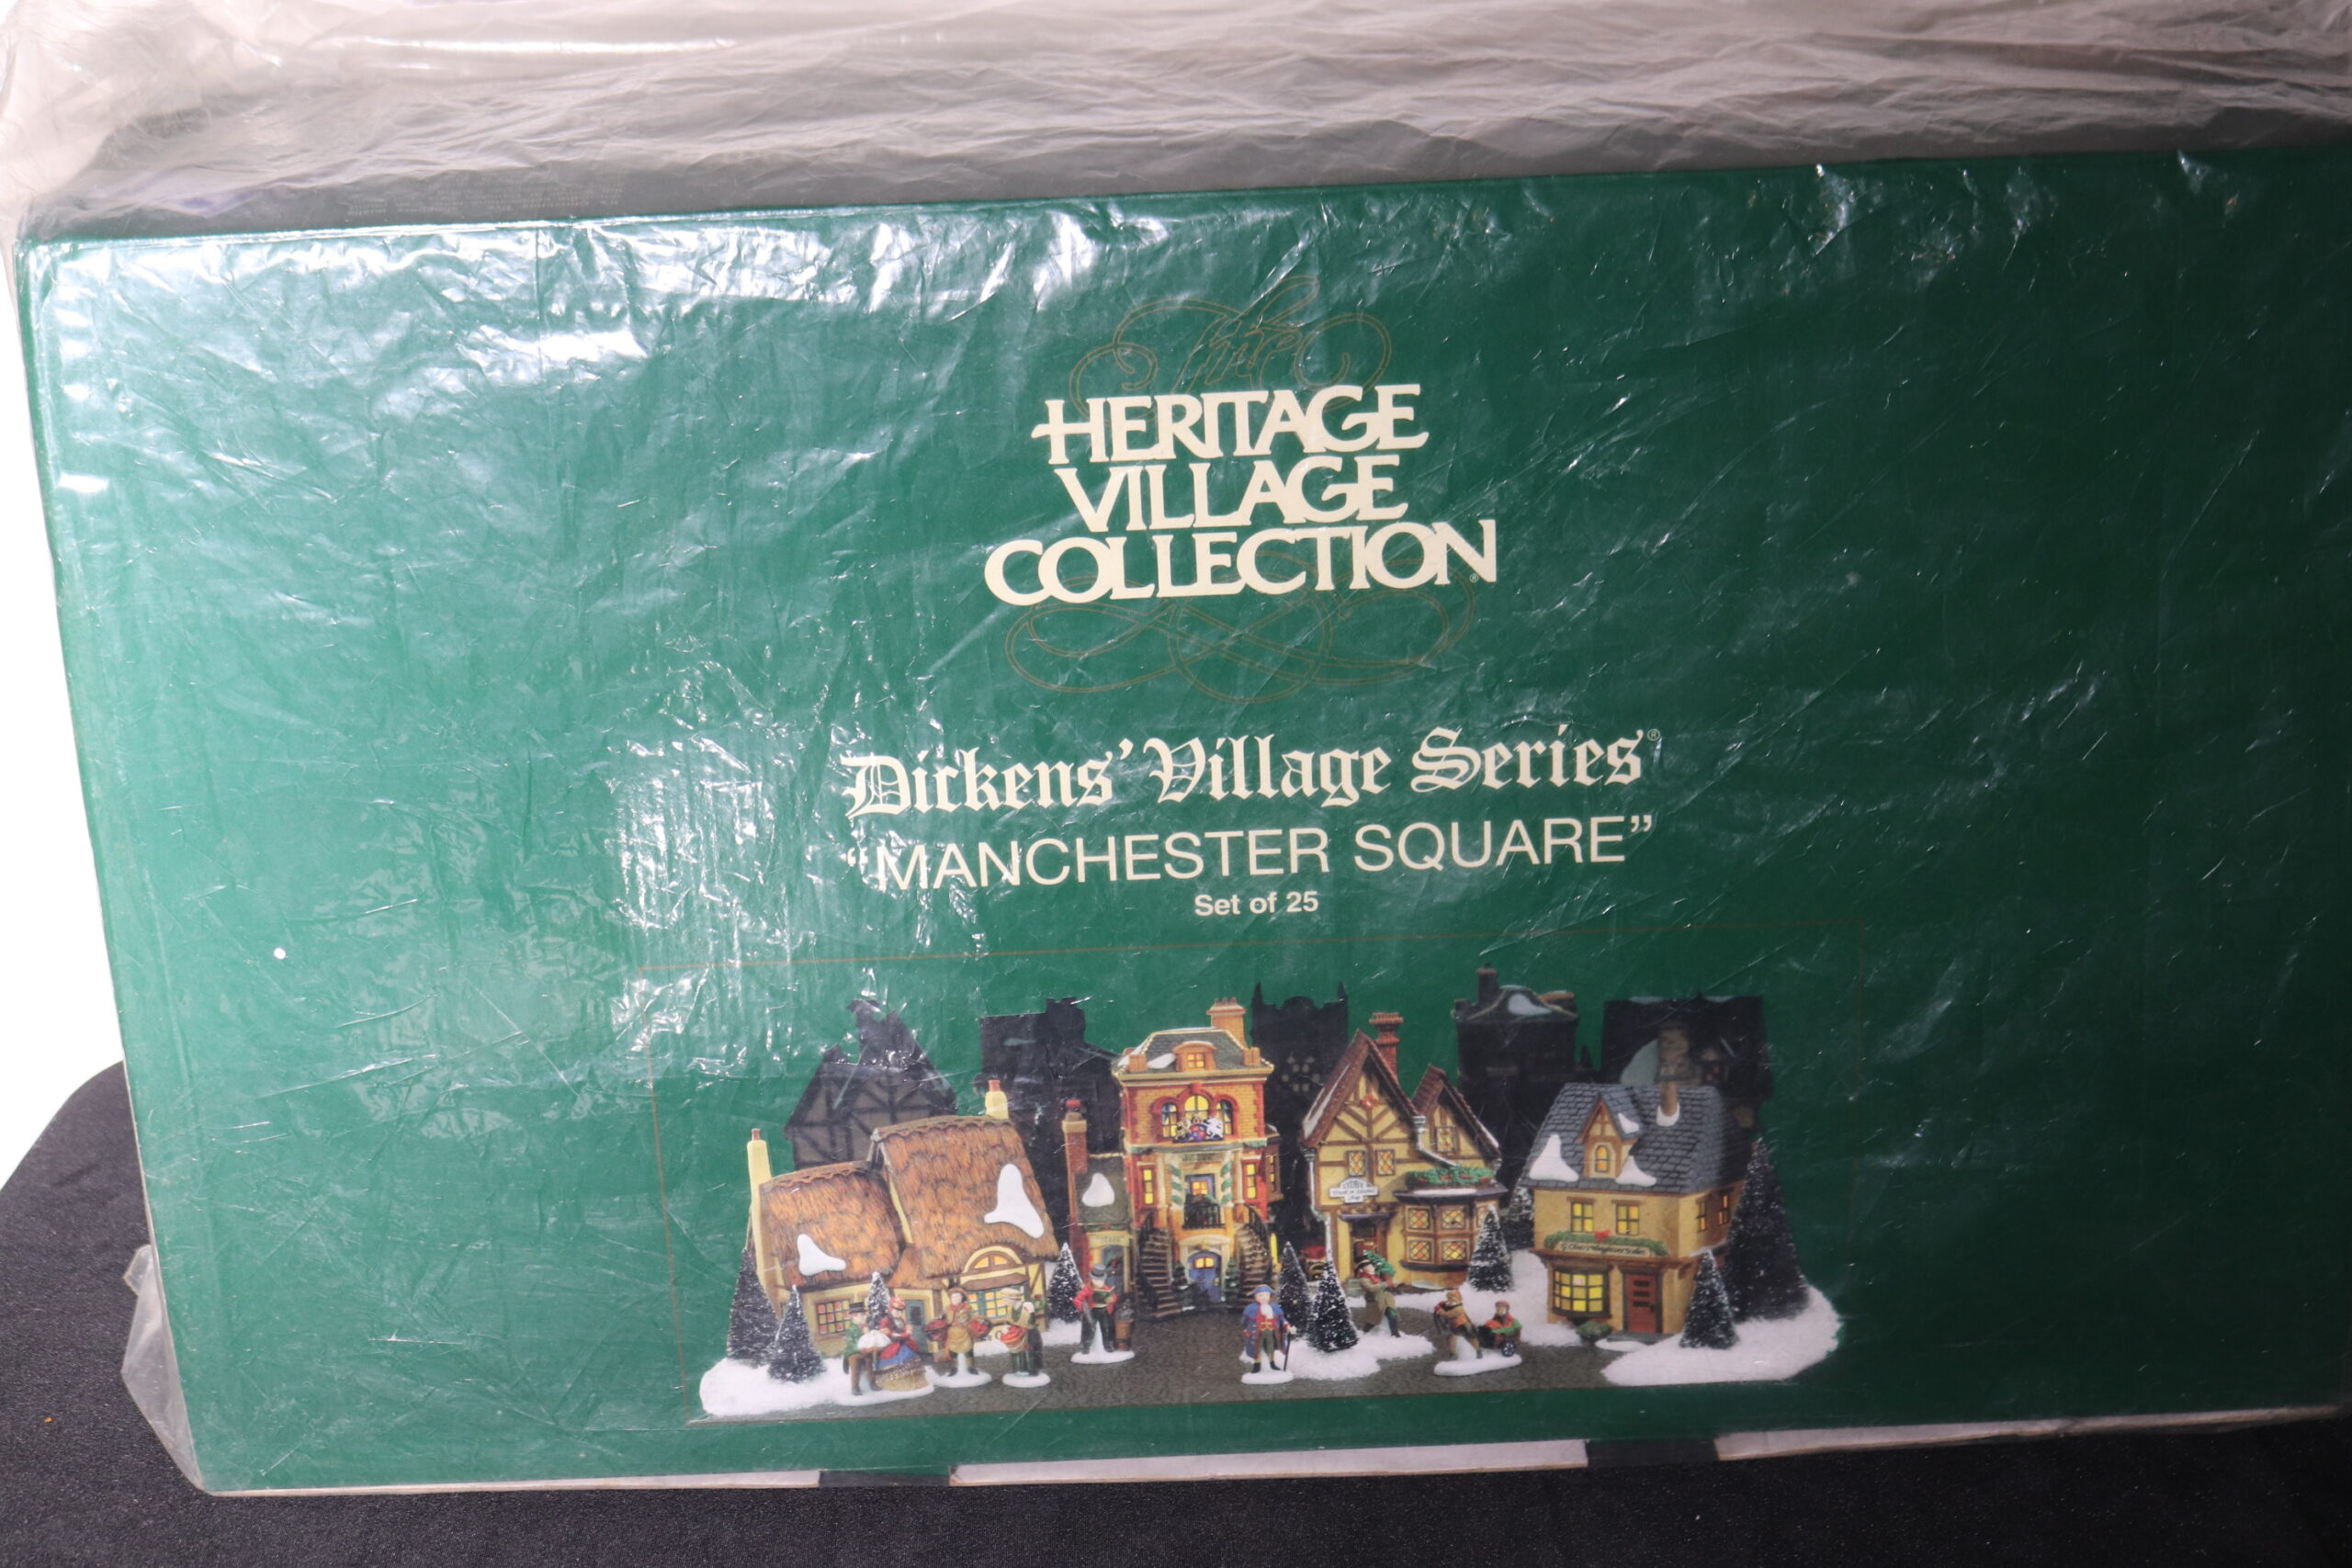 The
HERITAGE
VILLAGE
COLLECTION®
Dickens' Village Series®
“MANCHESTER SQUARE”
Set of 25